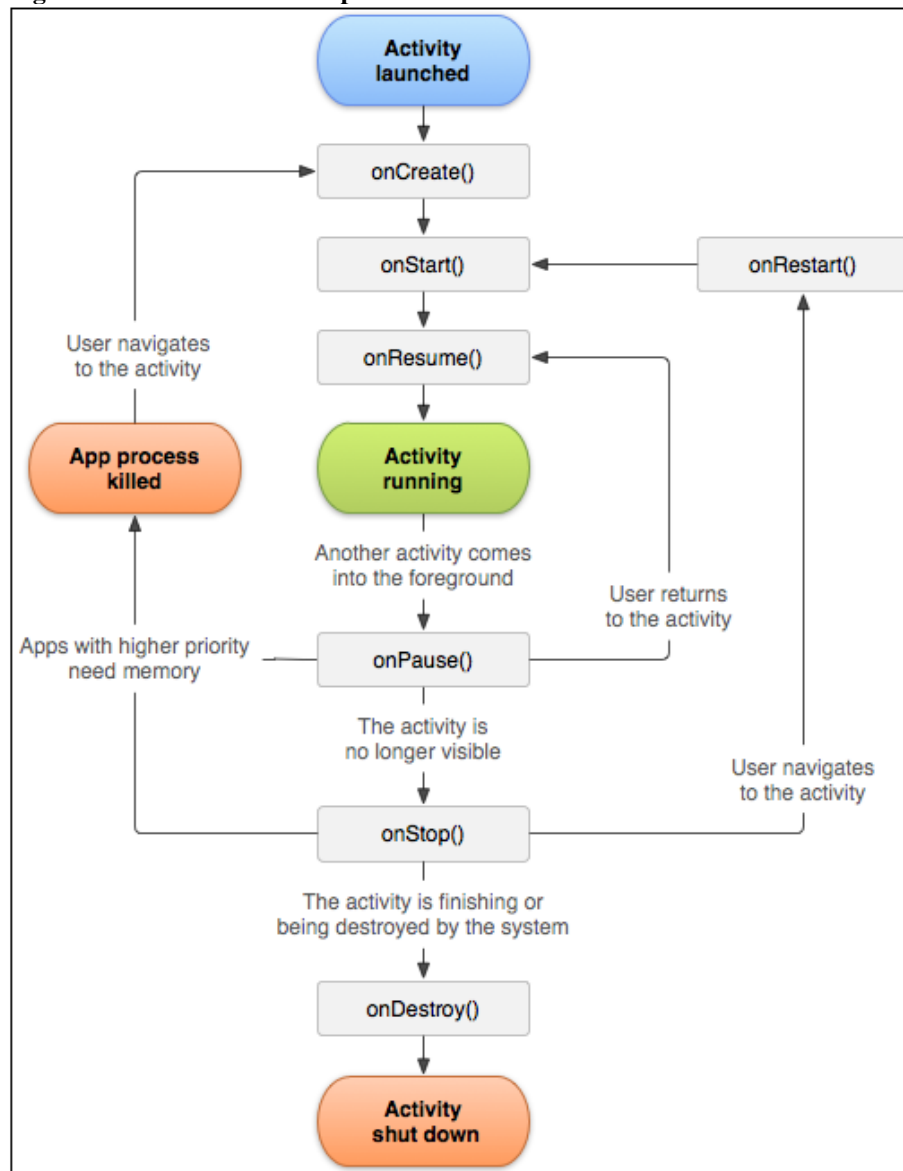 Activity
launched
onCreate()
onStart()
onRestart()
User navigates
to the activity
onResume()
App process
killed
Activity
running
Another activity comes
into the foreground
User returns
to the activity
Apps with higher priority
need memory
onPause()
The activity is
no longer visible
User navigates
to the activity
onStop()
The activity is finishing or
being destroyed by the system
onDestroy()
Activity
shut down